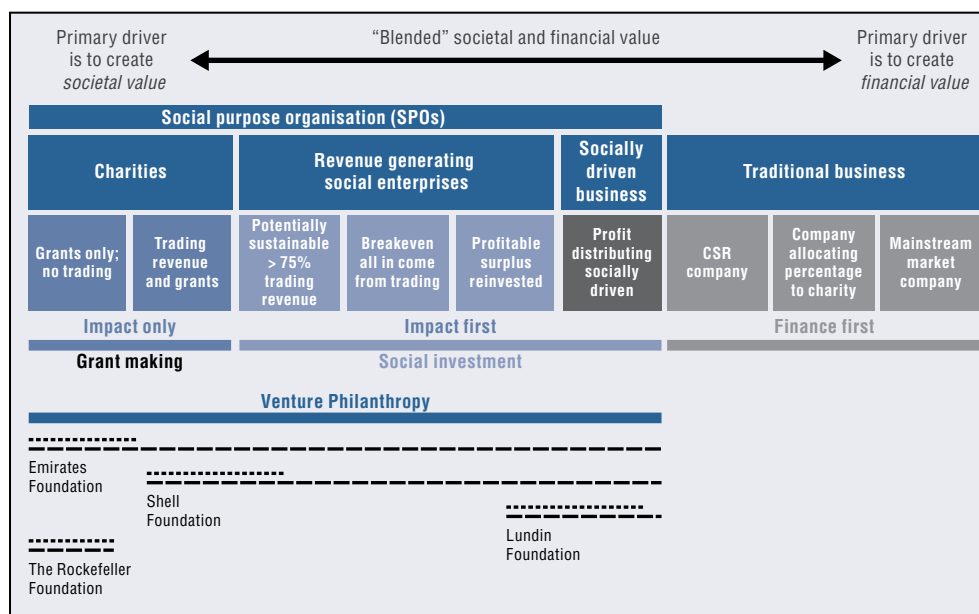 Primary driver
is to create
societal value
“Blended” societal and financial value
Primary driver
is to create
financial value
Social purpose organisation (SPOs)
Charities
Revenue generating
social enterprises
Socially
driven
business
Traditional business
Grants only;
no trading
Trading
revenue
and grants
Potentially
sustainable
> 75%
trading
revenue
Breakeven
all in come
from trading
Profitable
surplus
reinvested
Profit
distributing
socially
driven
CSR
company
Company
allocating
percentage
to charity
Mainstream
market
company
Impact only
Impact first
Finance first
Grant making
Social investment
Venture Philanthropy
Emirates
Foundation
Shell
Foundation
Lundin
Foundation
The Rockefeller
Foundation